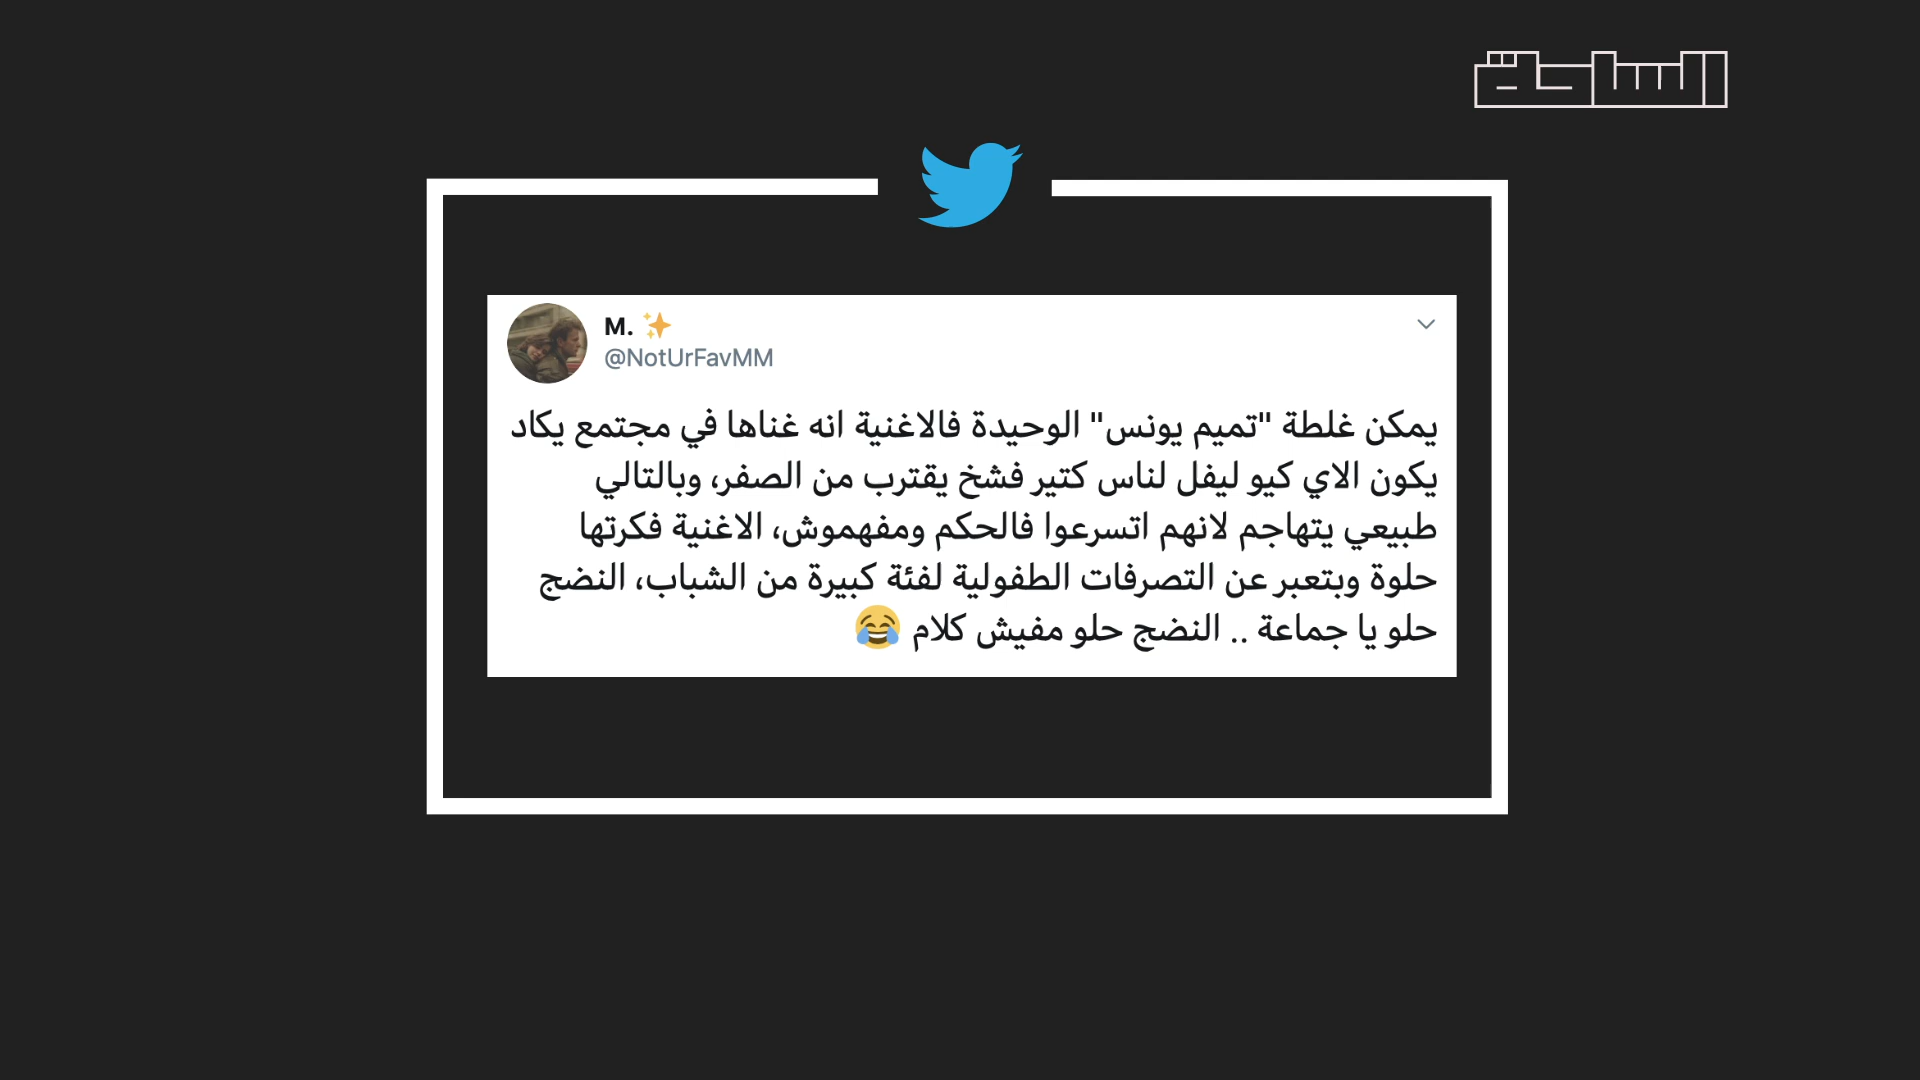 الساحة
M. ✨
@NotUrFavMM
يمكن غلطة "تميم يونس" الوحيدة فالاغنية انه غناها في مجتمع يكاد
يكون الاي كيو ليفل لناس كتير فشخ يقترب من الصفر، وبالتالي
طبيعي يتهاجم لانهم اتسرعوا فالحكم ومفهموش، الاغنية فكرتها
حلوة وبتعبر عن التصرفات الطفولية لفئة كبيرة من الشباب، النضج
حلو يا جماعة .. النضج حلو مفيش كلام 😂